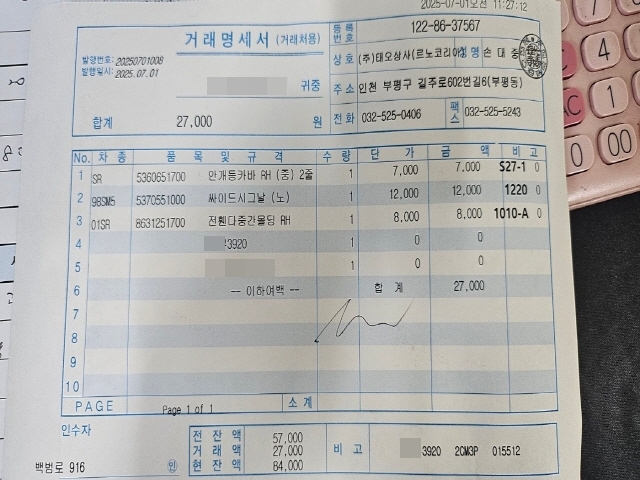 2025-07-01오전 11:27:12
거래명세서 (거래처용)
발행번호: 20250701008
발행일시: 2025.07.01
귀중
합계 27,000 원
등록번호 122-86-37567
상호 (주)태오상사(르노코리아 성명 손 대 중
주소 인천 부평구 길주로602번길6(부평동)
전화 032-525-0406 팩스 032-525-5243
No. 차 종 품 목 및 규 격 수 량 단 가 금 액 비 고
1 SR 5360651700 안개등카바 RH (중) 2줄 1 7,000 7,000 S27-1 0
2 98SM5 5370551000 싸이드시그날 (노) 1 12,000 12,000 1220 0
3 01SR 8631251700 전휀다중간몰딩 RH 1 8,000 8,000 1010-A 0
4 3920 1 0 0
5 1 0 0
6 -- 이하여백 -- 합 계 27,000
7
8
9
10
PAGE Page 1 of 1 소 계
인수자
백범로 916 인
전 잔 액 57,000
거 래 액 27,000
현 잔 액 84,000
비 고 3920 2CM3P 015512
4
1
0 00